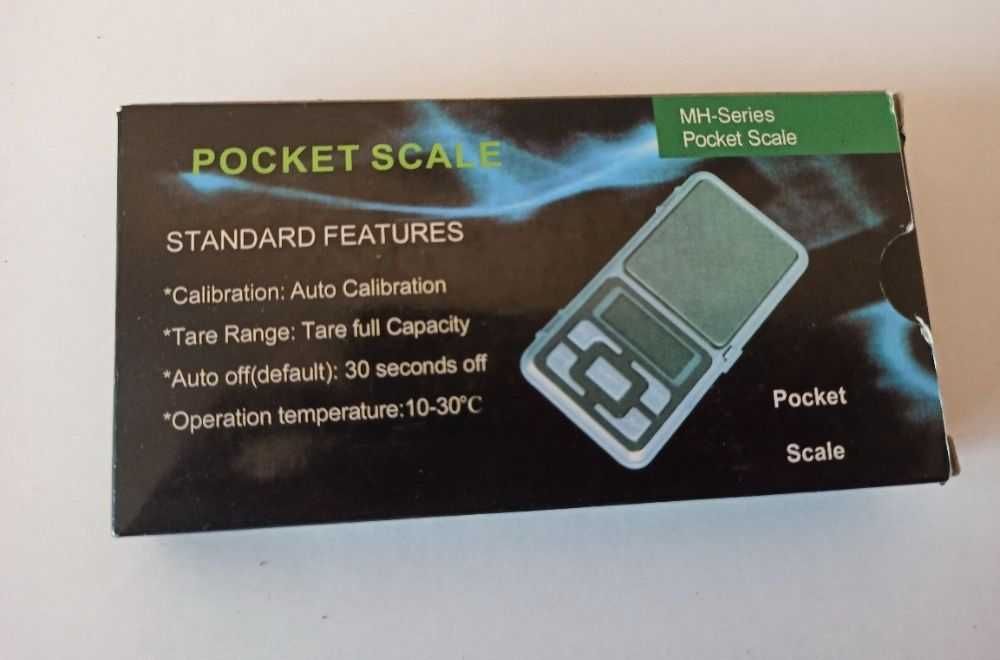 MH-Series
Pocket Scale
POCKET SCALE
STANDARD FEATURES
*Calibration: Auto Calibration
*Tare Range: Tare full Capacity
*Auto off(default): 30 seconds off
*Operation temperature:10-30℃
Pocket
Scale